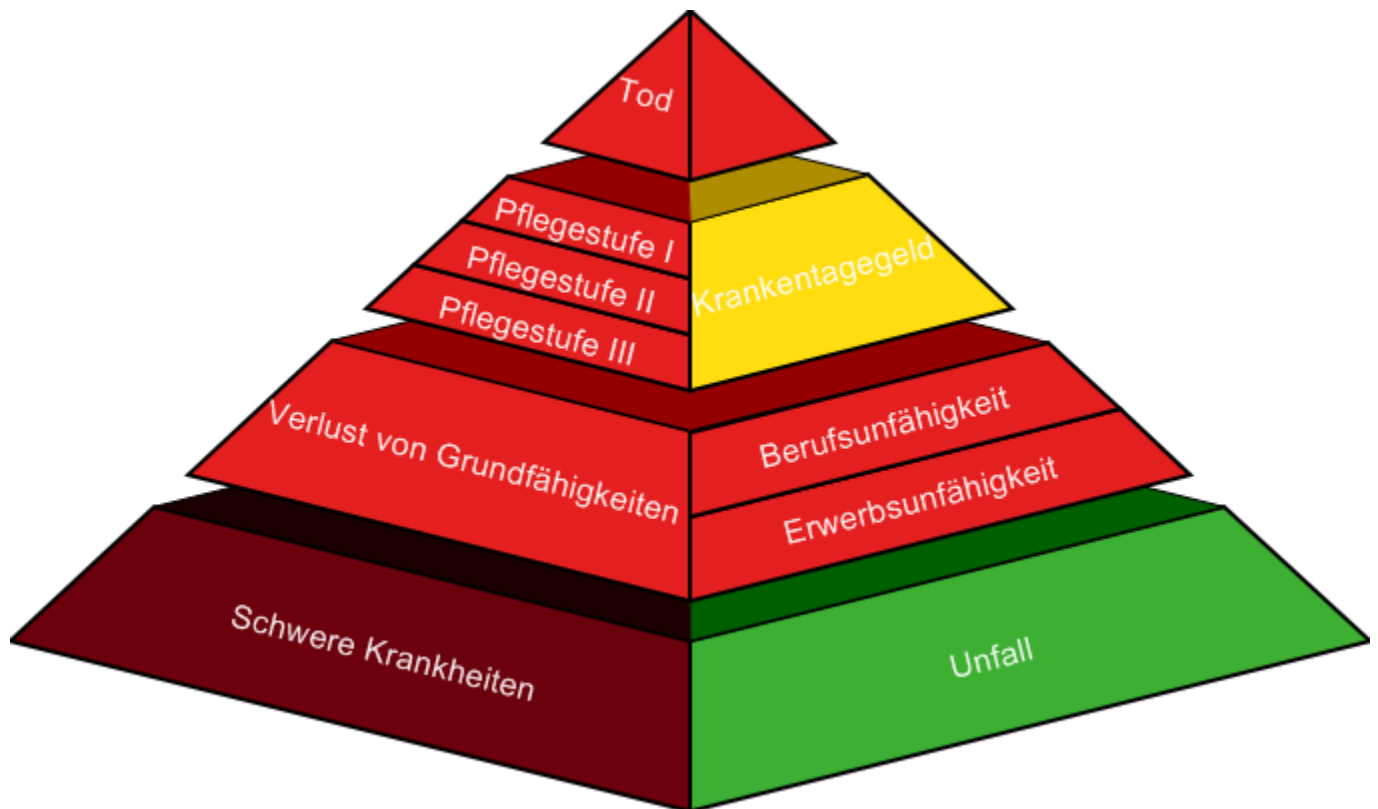 Tod
Pflegestufe I
Pflegestufe II
Pflegestufe III
Krankentagegeld
Verlust von Grundfähigkeiten
Berufsunfähigkeit
Erwerbsunfähigkeit
Schwere Krankheiten
Unfall